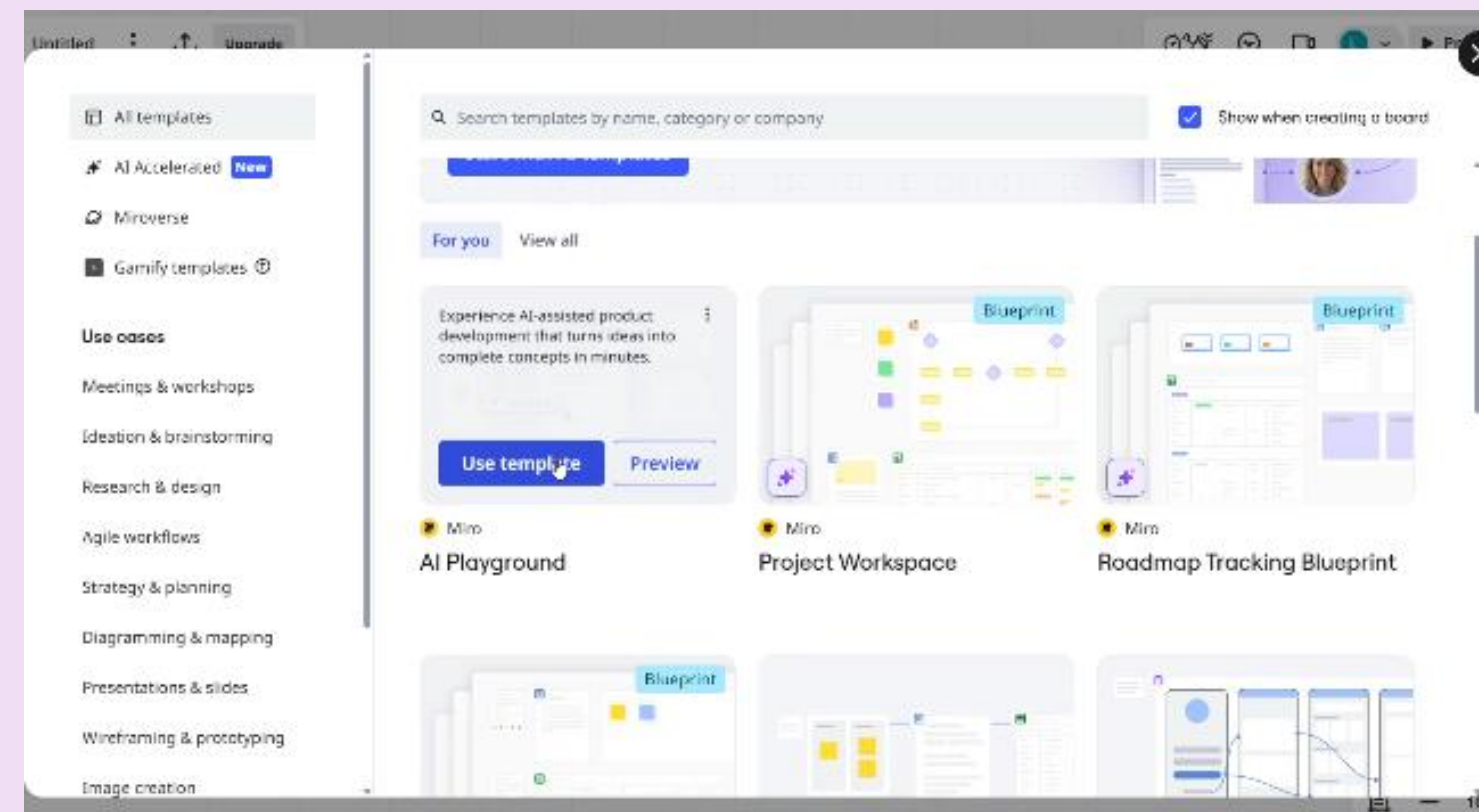 Untitled
Upgrade
All templates
AI Accelerated New
Miroverse
Gamify templates
Use cases
Meetings & workshops
Ideation & brainstorming
Research & design
Agile workflows
Strategy & planning
Diagramming & mapping
Presentations & slides
Wireframing & prototyping
Image creation
Search templates by name, category or company
Show when creating a board
For you View all
Experience AI-assisted product
development that turns ideas into
complete concepts in minutes.
Use template Preview
Miro
AI Playground
Blueprint
Miro
Project Workspace
Blueprint
Miro
Roadmap Tracking Blueprint
Blueprint